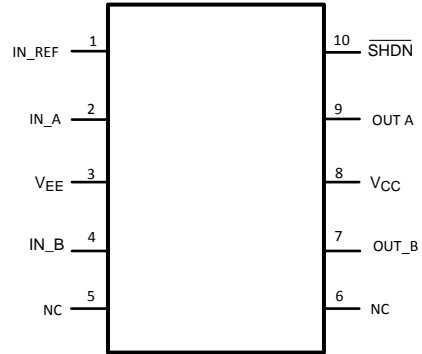 IN_REF 1 10 SHDN
IN_A 2 9 OUT A
VEE 3 8 VCC
IN_B 4 7 OUT_B
NC 5 6 NC